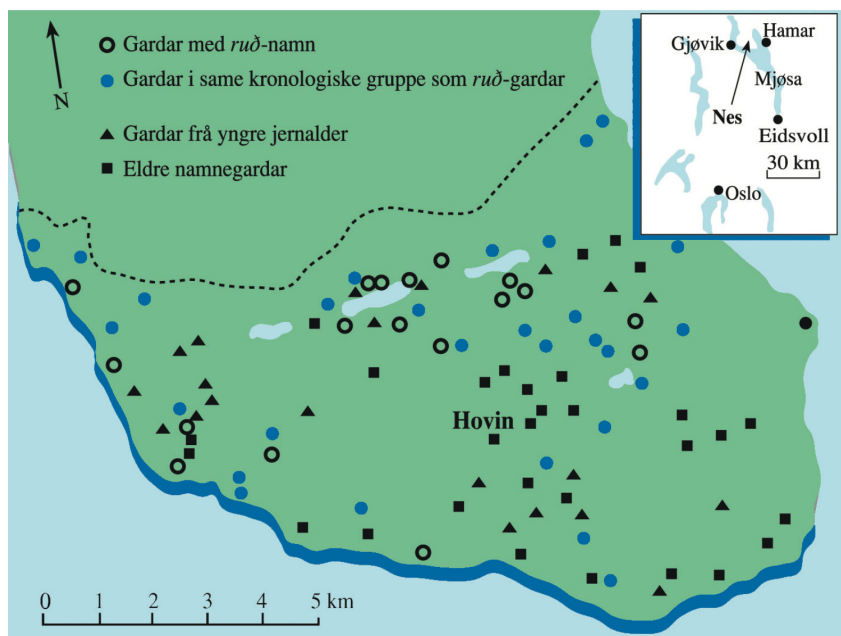 Gardar med ruð-namn
Gardar i same kronologiske gruppe som ruð-gardar
Gardar frå yngre jernalder
Eldre namnegardar
N
Hamar
Gjøvik
Mjøsa
Nes
Eidsvoll
30 km
Oslo
Hovin
0 1 2 3 4 5 km